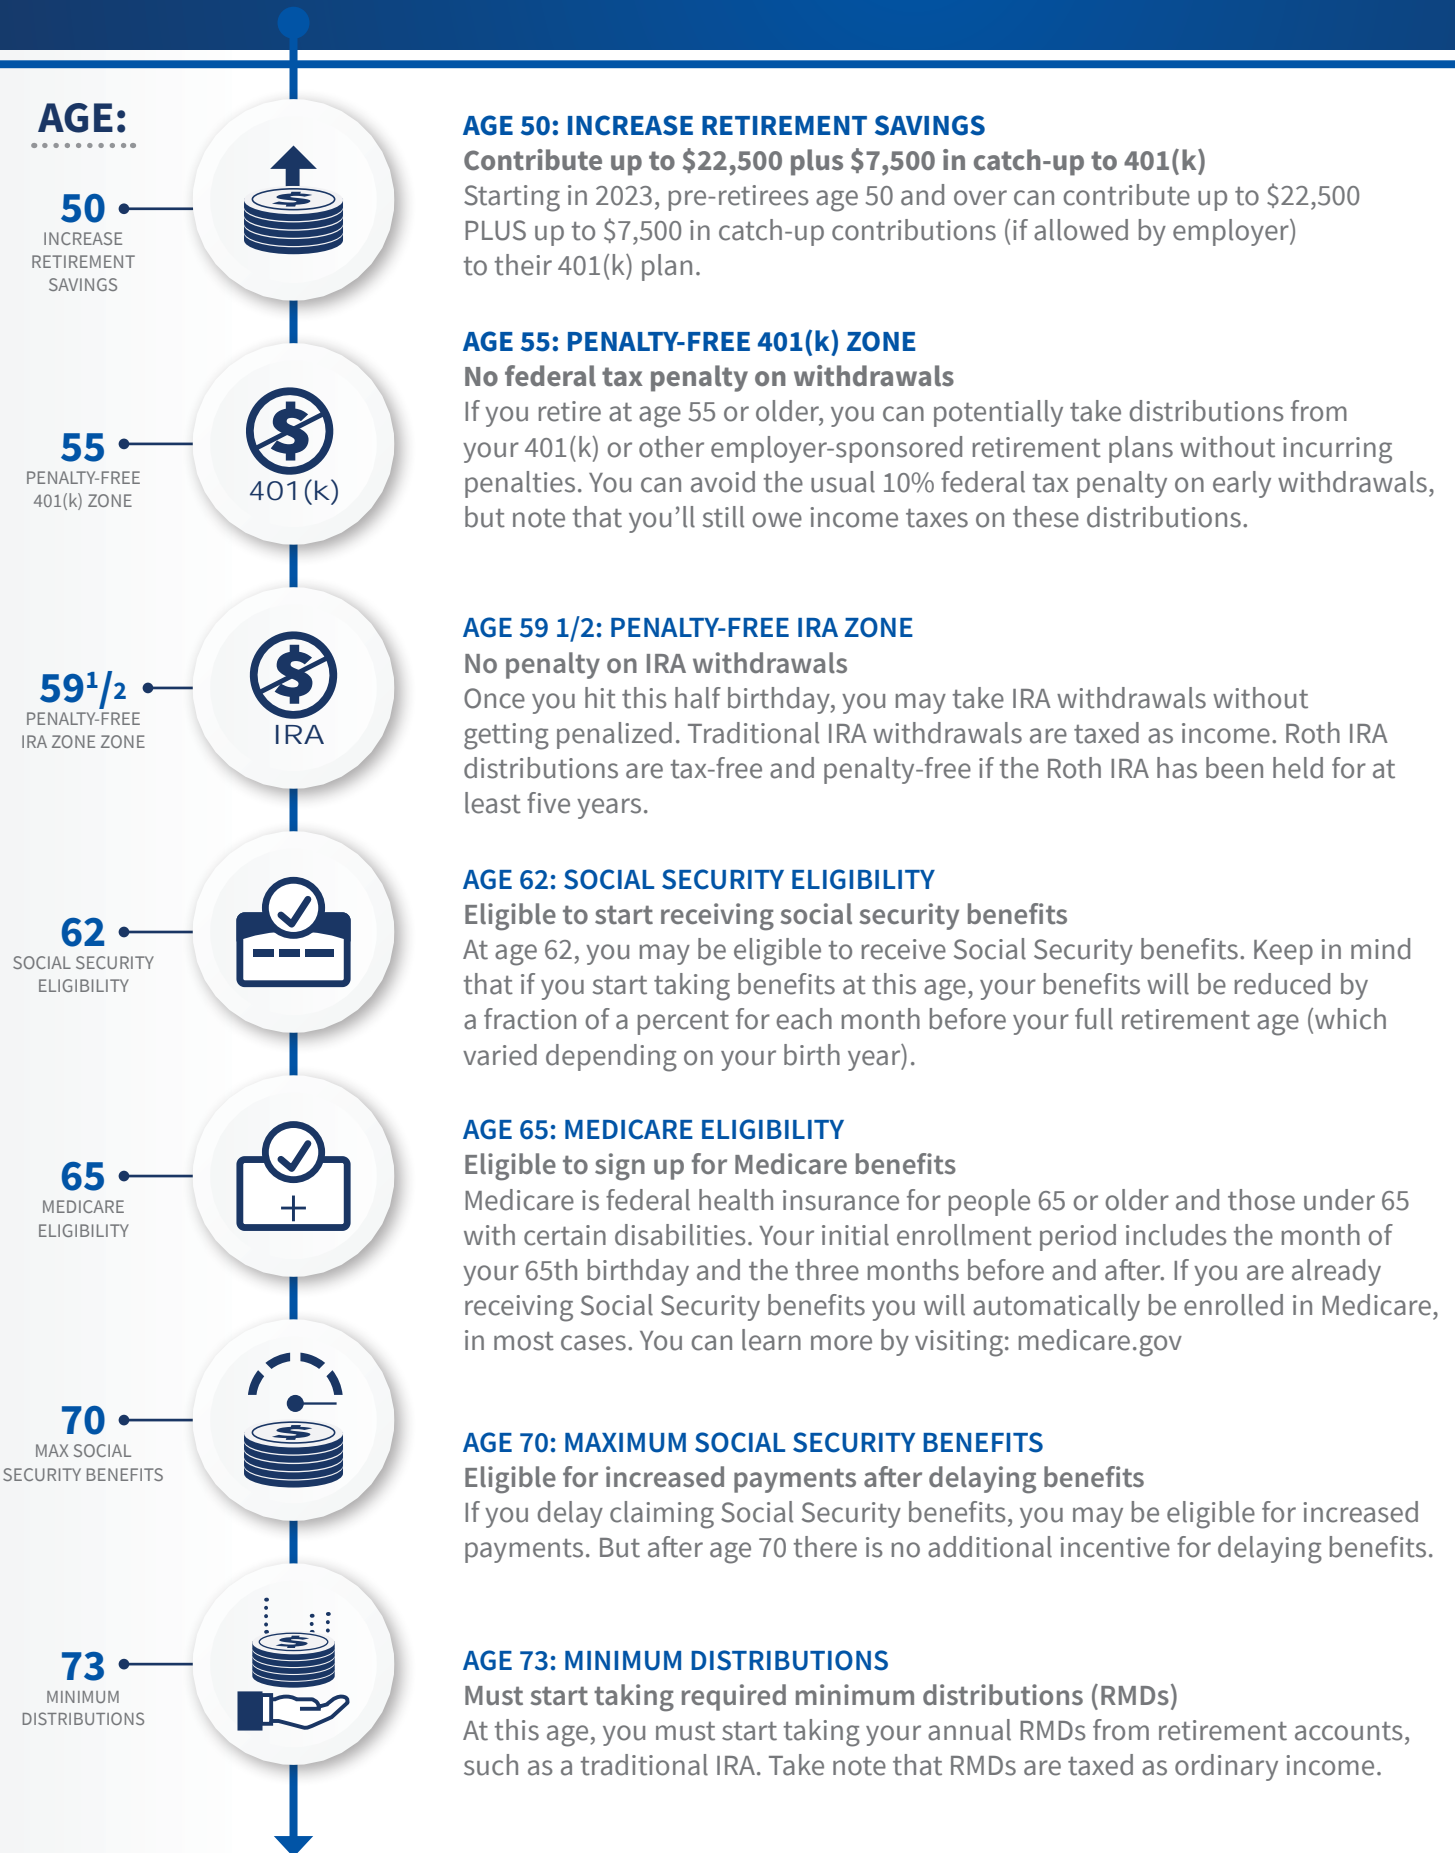 AGE:
50
INCREASE
RETIREMENT
SAVINGS
AGE 50: INCREASE RETIREMENT SAVINGS
Contribute up to $22,500 plus $7,500 in catch-up to 401(k)
Starting in 2023, pre-retirees age 50 and over can contribute up to $22,500
PLUS up to $7,500 in catch-up contributions (if allowed by employer)
to their 401(k) plan.
55
PENALTY-FREE
401(k) ZONE
401(k)
AGE 55: PENALTY-FREE 401(k) ZONE
No federal tax penalty on withdrawals
If you retire at age 55 or older, you can potentially take distributions from
your 401(k) or other employer-sponsored retirement plans without incurring
penalties. You can avoid the usual 10% federal tax penalty on early withdrawals,
but note that you’ll still owe income taxes on these distributions.
59 1/2
PENALTY-FREE
IRA ZONE ZONE
IRA
AGE 59 1/2: PENALTY-FREE IRA ZONE
No penalty on IRA withdrawals
Once you hit this half birthday, you may take IRA withdrawals without
getting penalized. Traditional IRA withdrawals are taxed as income. Roth IRA
distributions are tax-free and penalty-free if the Roth IRA has been held for at
least five years.
62
SOCIAL SECURITY
ELIGIBILITY
AGE 62: SOCIAL SECURITY ELIGIBILITY
Eligible to start receiving social security benefits
At age 62, you may be eligible to receive Social Security benefits. Keep in mind
that if you start taking benefits at this age, your benefits will be reduced by
a fraction of a percent for each month before your full retirement age (which
varied depending on your birth year).
65
MEDICARE
ELIGIBILITY
AGE 65: MEDICARE ELIGIBILITY
Eligible to sign up for Medicare benefits
Medicare is federal health insurance for people 65 or older and those under 65
with certain disabilities. Your initial enrollment period includes the month of
your 65th birthday and the three months before and after. If you are already
receiving Social Security benefits you will automatically be enrolled in Medicare,
in most cases. You can learn more by visiting: medicare.gov
70
MAX SOCIAL
SECURITY BENEFITS
AGE 70: MAXIMUM SOCIAL SECURITY BENEFITS
Eligible for increased payments after delaying benefits
If you delay claiming Social Security benefits, you may be eligible for increased
payments. But after age 70 there is no additional incentive for delaying benefits.
73
MINIMUM
DISTRIBUTIONS
AGE 73: MINIMUM DISTRIBUTIONS
Must start taking required minimum distributions (RMDs)
At this age, you must start taking your annual RMDs from retirement accounts,
such as a traditional IRA. Take note that RMDs are taxed as ordinary income.